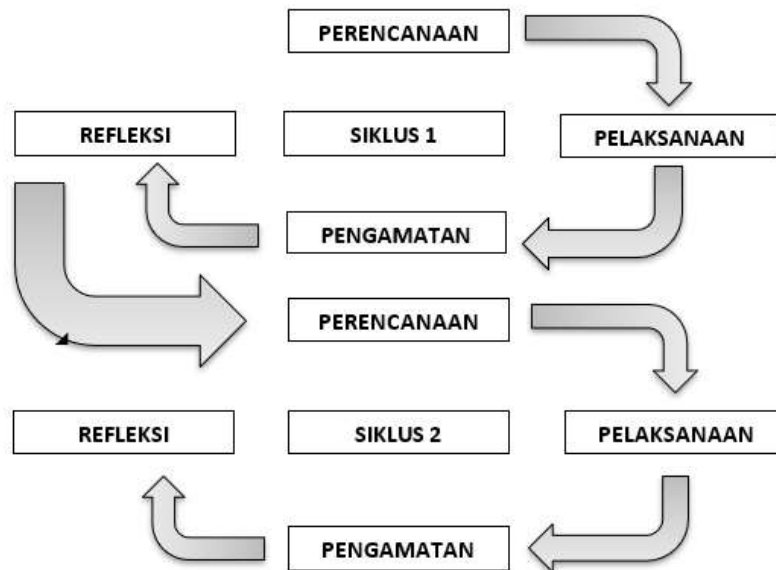 PERENCANAAN
REFLEKSI
SIKLUS 1
PELAKSANAAN
PENGAMATAN
PERENCANAAN
REFLEKSI
SIKLUS 2
PELAKSANAAN
PENGAMATAN